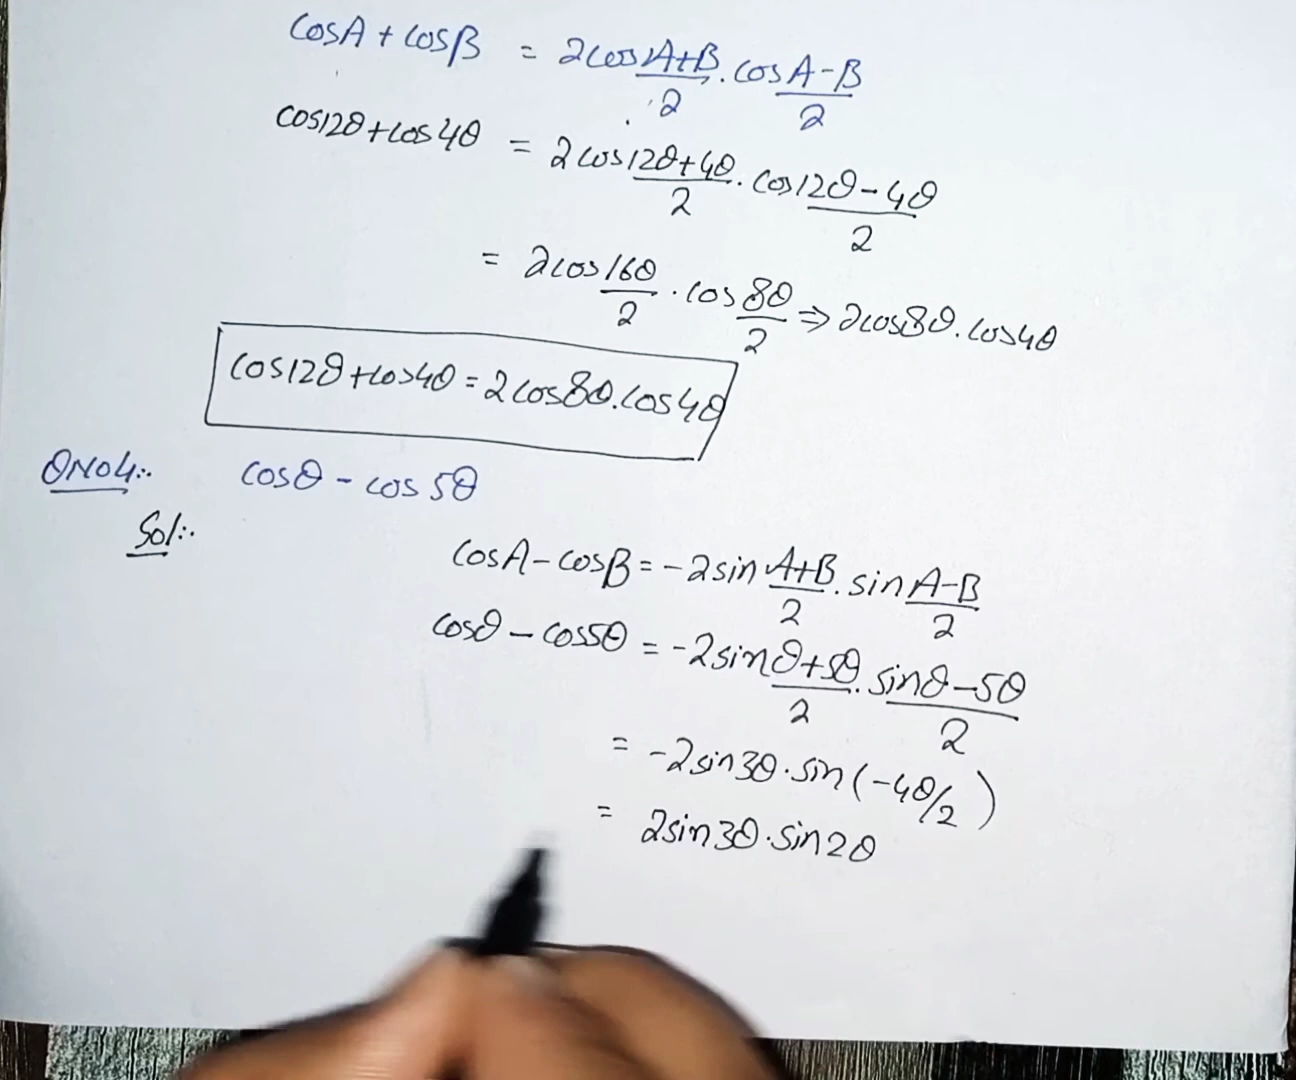 cosA + cosB = 2cos A+B/2 . cos A-B/2
cos12θ + cos4θ = 2cos 12θ+4θ/2 . cos 12θ-4θ/2
= 2cos 16θ/2 . cos 8θ/2 ⇒ 2cos8θ.cos4θ
cos12θ + cos4θ = 2cos8θ.cos4θ
QNO4:. cosθ - cos5θ
Sol:.
cosA - cosB = -2sin A+B/2 . sin A-B/2
cosθ - cos5θ = -2sin θ+5θ/2 . sin θ-5θ/2
= -2sin3θ.sin(-4θ/2)
= 2sin3θ.sin2θ